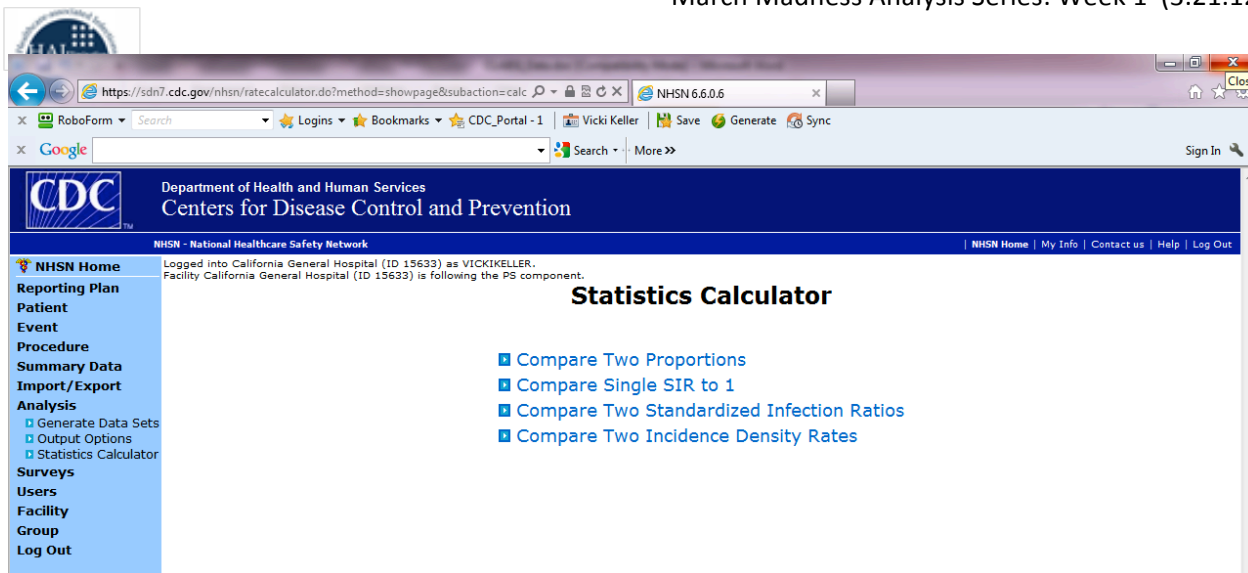 March Madness Analysis Series: Week 1 (3.21.12
HAI
Clos
https://sdn7.cdc.gov/nhsn/ratecalculator.do?method=showpage&subaction=calc NHSN 6.6.0.6
x RoboForm Search Logins Bookmarks CDC_Portal - 1 Vicki Keller Save Generate Sync
x Google Search More >> Sign In
CDC TM
Department of Health and Human Services
Centers for Disease Control and Prevention
NHSN - National Healthcare Safety Network | NHSN Home | My Info | Contact us | Help | Log Out
NHSN Home
Logged into California General Hospital (ID 15633) as VICKIKELLER.
Facility California General Hospital (ID 15633) is following the PS component.
Reporting Plan
Patient
Event
Procedure
Summary Data
Import/Export
Analysis
Generate Data Sets
Output Options
Statistics Calculator
Surveys
Users
Facility
Group
Log Out
Statistics Calculator
Compare Two Proportions
Compare Single SIR to 1
Compare Two Standardized Infection Ratios
Compare Two Incidence Density Rates